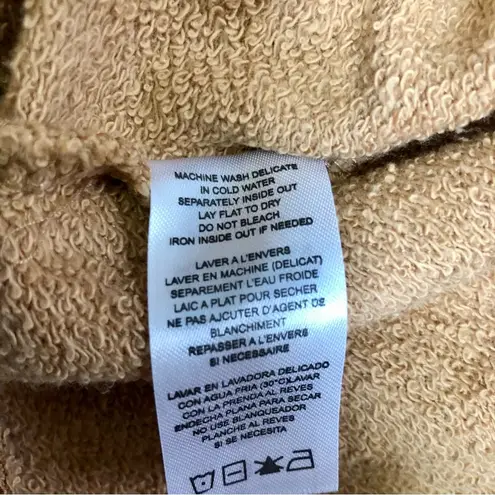 MACHINE WASH DELICATE
IN COLD WATER
SEPARATELY INSIDE OUT
LAY FLAT TO DRY
DO NOT BLEACH
IRON INSIDE OUT IF NEEDED
LAVER A L'ENVERS
LAVER EN MACHINE (DELICAT)
SEPAREMENT L'EAU FROIDE
LAIC A PLAT POUR SECHER
NE PAS AJCUTER D'AGENT DE
BLANCHIMENT
REPASSER A L'ENVERS
SI NECESSAIRE
LAVAR EN LAVADORA DELICADO
CON AGUA FRIA (30°C)LAVAR
CON LA PRENDA AL REVES
ENDECHA PLANA PARA SECAR
NO USE BLANQUEADOR
PLANCHE AL REVES
SI SE NECESITA